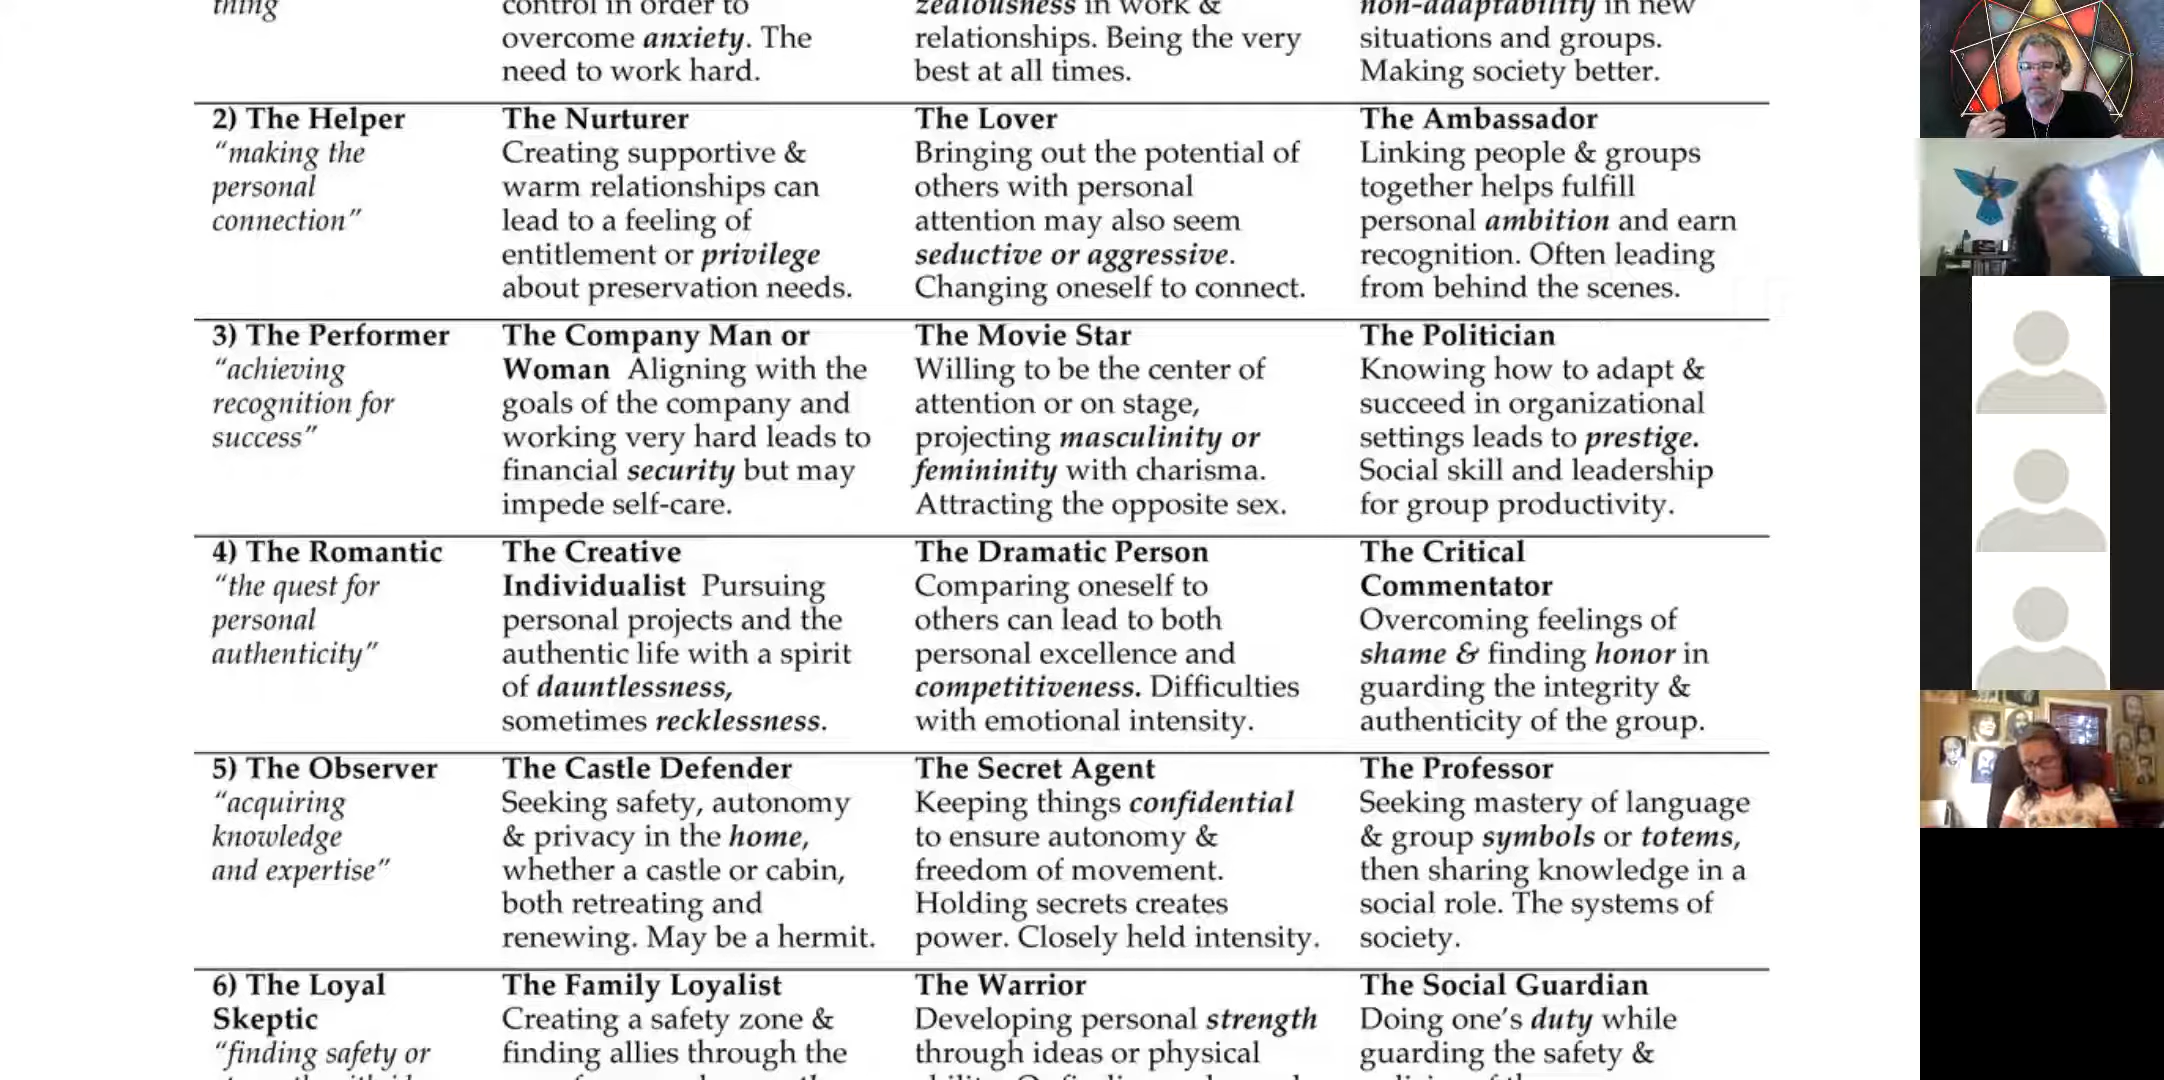 thing
control in order to
overcome anxiety. The
need to work hard.
zealousness in work &
relationships. Being the very
best at all times.
non-adaptability in new
situations and groups.
Making society better.
2) The Helper
“making the
personal
connection”
The Nurturer
Creating supportive &
warm relationships can
lead to a feeling of
entitlement or privilege
about preservation needs.
The Lover
Bringing out the potential of
others with personal
attention may also seem
seductive or aggressive.
Changing oneself to connect.
The Ambassador
Linking people & groups
together helps fulfill
personal ambition and earn
recognition. Often leading
from behind the scenes.
3) The Performer
“achieving
recognition for
success”
The Company Man or
Woman Aligning with the
goals of the company and
working very hard leads to
financial security but may
impede self-care.
The Movie Star
Willing to be the center of
attention or on stage,
projecting masculinity or
femininity with charisma.
Attracting the opposite sex.
The Politician
Knowing how to adapt &
succeed in organizational
settings leads to prestige.
Social skill and leadership
for group productivity.
4) The Romantic
“the quest for
personal
authenticity”
The Creative
Individualist Pursuing
personal projects and the
authentic life with a spirit
of dauntlessness,
sometimes recklessness.
The Dramatic Person
Comparing oneself to
others can lead to both
personal excellence and
competitiveness. Difficulties
with emotional intensity.
The Critical
Commentator
Overcoming feelings of
shame & finding honor in
guarding the integrity &
authenticity of the group.
5) The Observer
“acquiring
knowledge
and expertise”
The Castle Defender
Seeking safety, autonomy
& privacy in the home,
whether a castle or cabin,
both retreating and
renewing. May be a hermit.
The Secret Agent
Keeping things confidential
to ensure autonomy &
freedom of movement.
Holding secrets creates
power. Closely held intensity.
The Professor
Seeking mastery of language
& group symbols or totems,
then sharing knowledge in a
social role. The systems of
society.
6) The Loyal
Skeptic
“finding safety or
The Family Loyalist
Creating a safety zone &
finding allies through the
The Warrior
Developing personal strength
through ideas or physical
The Social Guardian
Doing one’s duty while
guarding the safety &